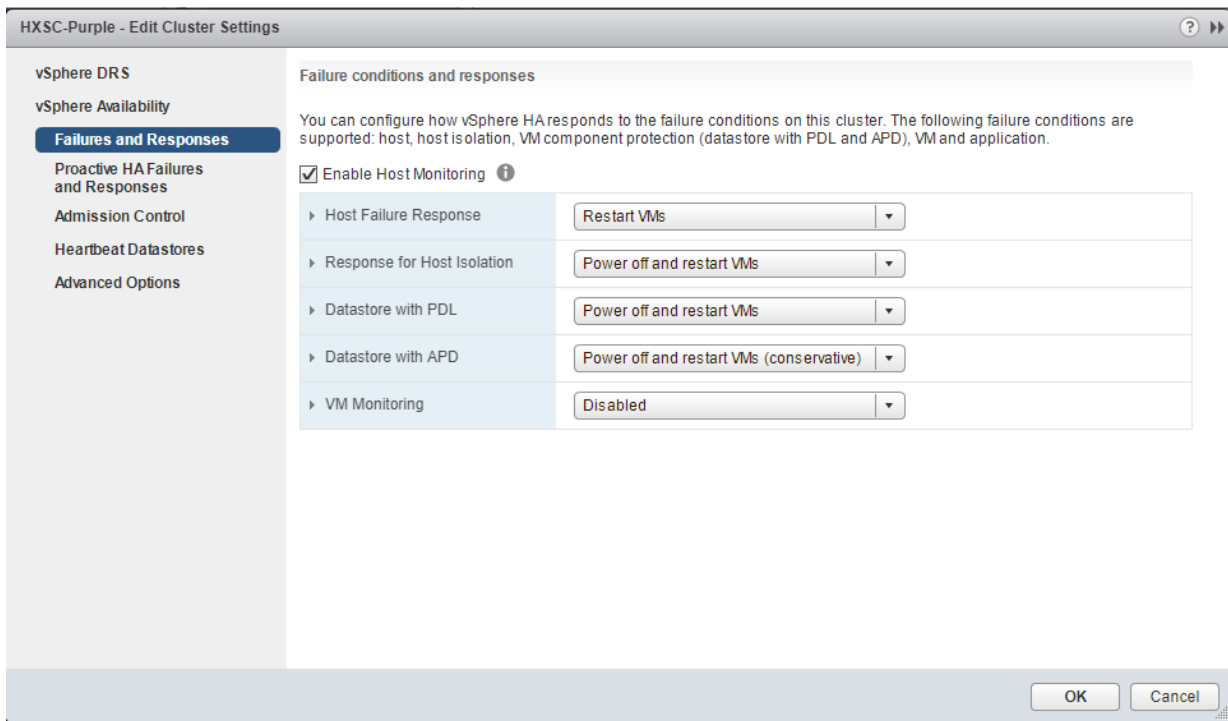 HXSC-Purple - Edit Cluster Settings
?
vSphere DRS
vSphere Availability
Failures and Responses
Proactive HA Failures
and Responses
Admission Control
Heartbeat Datastores
Advanced Options
Failure conditions and responses
You can configure how vSphere HA responds to the failure conditions on this cluster. The following failure conditions are
supported: host, host isolation, VM component protection (datastore with PDL and APD), VM and application.
Enable Host Monitoring
Host Failure Response Restart VMs
Response for Host Isolation Power off and restart VMs
Datastore with PDL Power off and restart VMs
Datastore with APD Power off and restart VMs (conservative)
VM Monitoring Disabled
OK Cancel